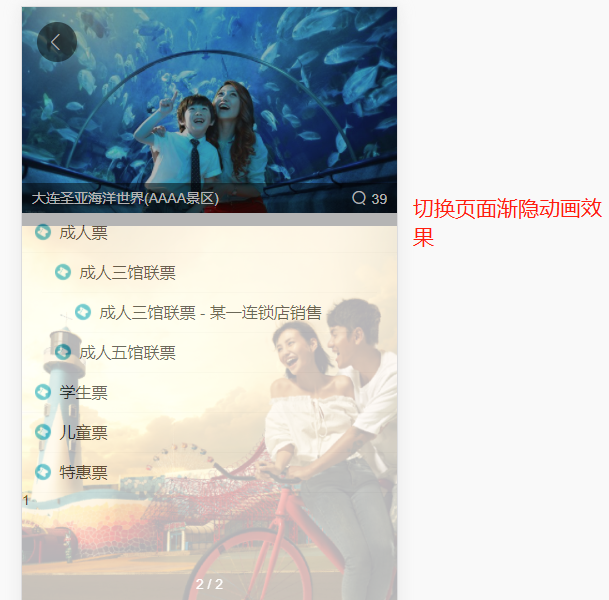 大连圣亚海洋世界(AAAA景区)
39
切换页面渐隐动画效
果
成人票
成人三馆联票
成人三馆联票 - 某一连锁店销售
成人五馆联票
学生票
儿童票
特惠票
1
2 / 2